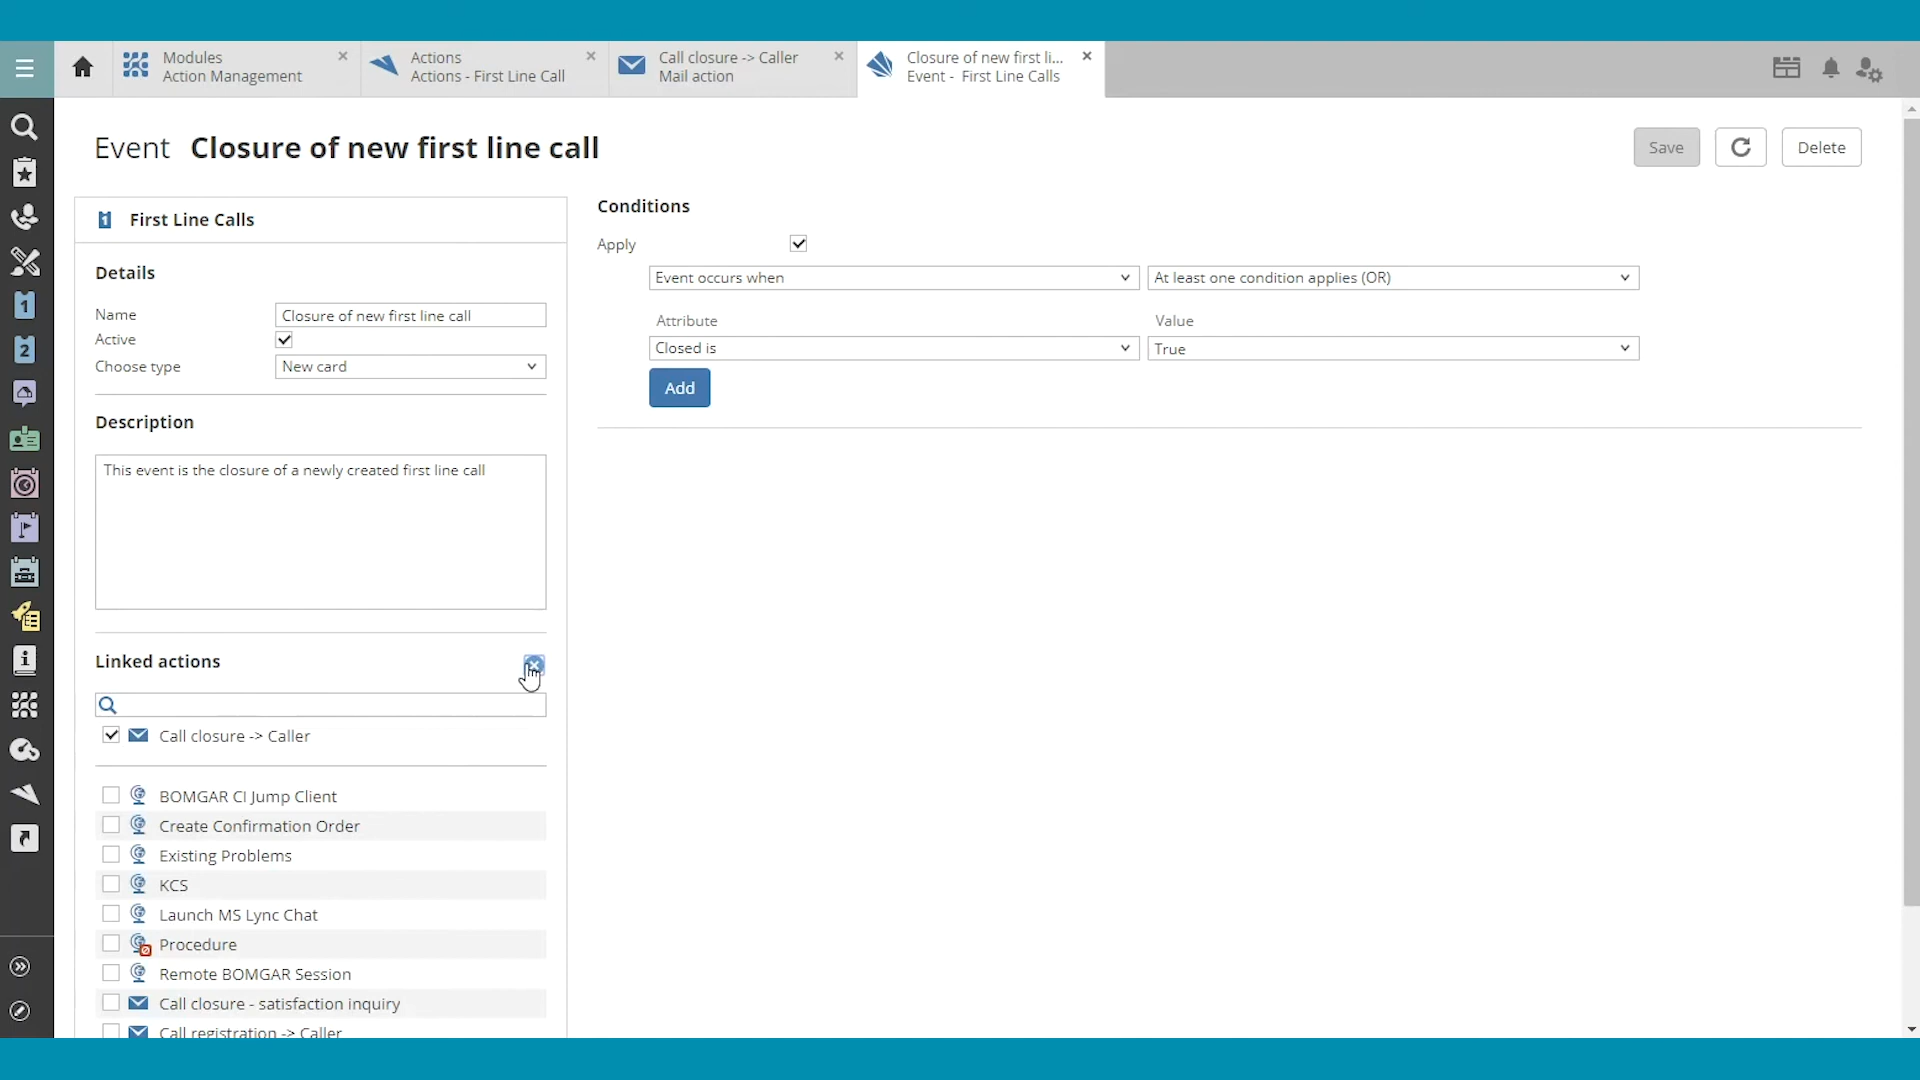 Modules
Action Management
Actions
Actions - First Line Call
Call closure -> Caller
Mail action
Closure of new first li...
Event - First Line Calls
Event Closure of new first line call
Save
Delete
1 First Line Calls
Details
Name Closure of new first line call
Active
Choose type New card
Description
This event is the closure of a newly created first line call
Linked actions
Call closure -> Caller
BOMGAR CI Jump Client
Create Confirmation Order
Existing Problems
KCS
Launch MS Lync Chat
Procedure
Remote BOMGAR Session
Call closure - satisfaction inquiry
Call registration -> Caller
Conditions
Apply
Event occurs when At least one condition applies (OR)
Attribute Value
Closed is True
Add
1
2